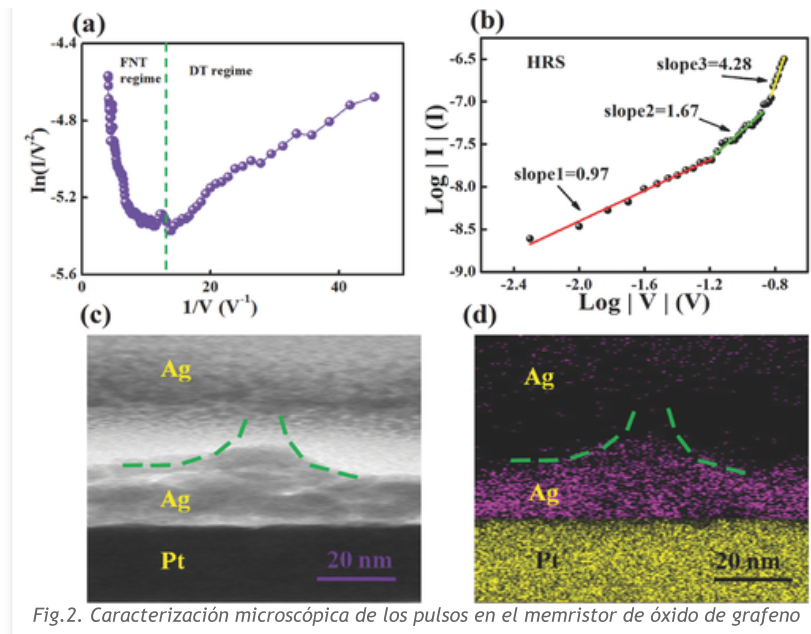 (a)
FNT
regime
DT regime
-4.4
-4.8
-5.2
-5.6
ln(I/V²)
0
20
40
1/V (V⁻¹)
(b)
HRS
slope3=4.28
slope2=1.67
slope1=0.97
-6.5
-7.0
-7.5
-8.0
-8.5
-9.0
Log | I | (I)
-2.4
-2.0
-1.6
-1.2
-0.8
Log | V | (V)
(c)
Ag
Ag
Pt
20 nm
(d)
Ag
Ag
Pt
20 nm
Fig.2. Caracterización microscópica de los pulsos en el memristor de óxido de grafeno